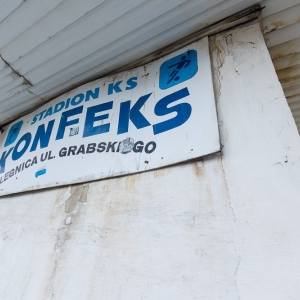 STADION KS
KONFEKS
LEGNICA UL. GRABSKIEGO